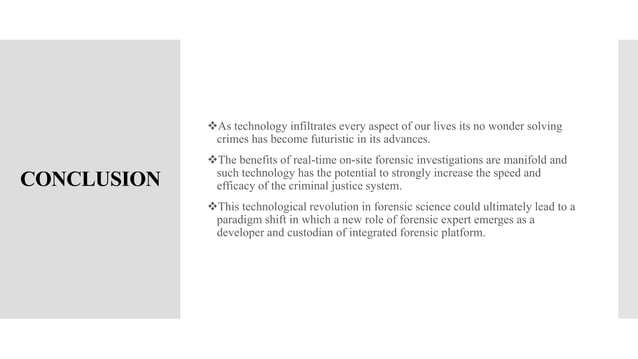 CONCLUSION
❖As technology infiltrates every aspect of our lives its no wonder solving
crimes has become futuristic in its advances.
❖The benefits of real-time on-site forensic investigations are manifold and
such technology has the potential to strongly increase the speed and
efficacy of the criminal justice system.
❖This technological revolution in forensic science could ultimately lead to a
paradigm shift in which a new role of forensic expert emerges as a
developer and custodian of integrated forensic platform.